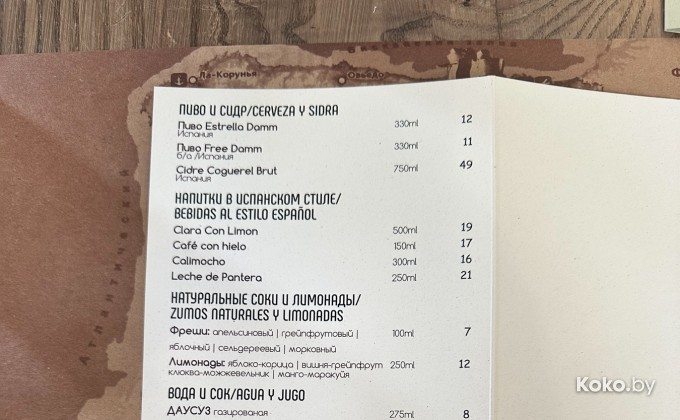 Бискайский залив
Ла-Корунья
Овьедо
Атлантический
ПИВО И СИДР/CERVEZA Y SIDRA
Пиво Estrella Damm 330ml 12
Испания
Пиво Free Damm 330ml 11
б/а /Испания
Cidre Coguerel Brut 750ml 49
Испания
НАПИТКИ В ИСПАНСКОМ СТИЛЕ/
BEBIDAS AL ESTILO ESPAÑOL
Clara Con Limon 500ml 19
Café con hielo 150ml 17
Calimocho 300ml 16
Leche de Pantera 250ml 21
НАТУРАЛЬНЫЕ СОКИ И ЛИМОНАДЫ/
ZUMOS NATURALES Y LIMONADAS
Фреши: апельсиновый | грейпфрутовый | 100ml 7
яблочный | сельдереевый | морковный
Лимонады: яблоко-корица | вишня-грейпфрут 250ml 12
клюква-можжевельник | манго-маракуйя
ВОДА И СОК/AGUA Y JUGO
ДАУСУЗ газированая 275ml 8
Koko.by